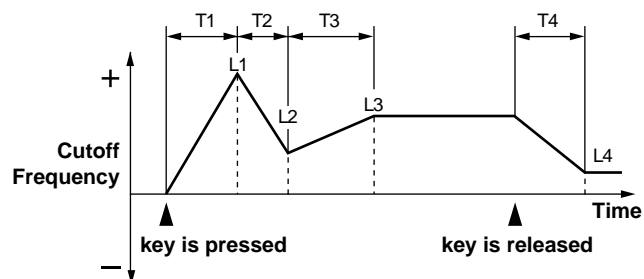 T1 T2 T3 T4
+
L1
L2
L3
L4
Cutoff
Frequency
Time
key is pressed
key is released
−